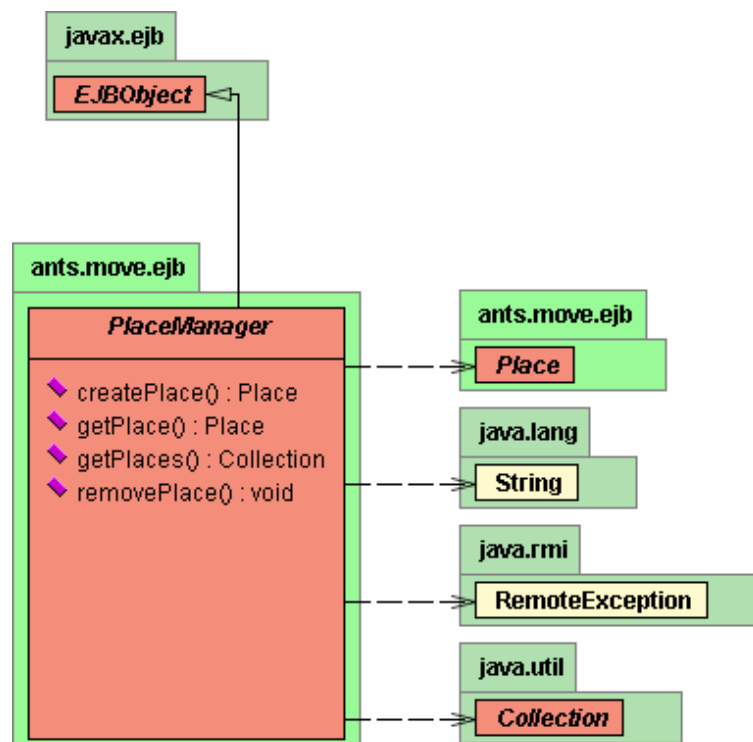 javax.ejb
EJBObject
ants.move.ejb
PlaceManager
createPlace() : Place
getPlace() : Place
getPlaces() : Collection
removePlace() : void
ants.move.ejb
Place
java.lang
String
java.rmi
RemoteException
java.util
Collection